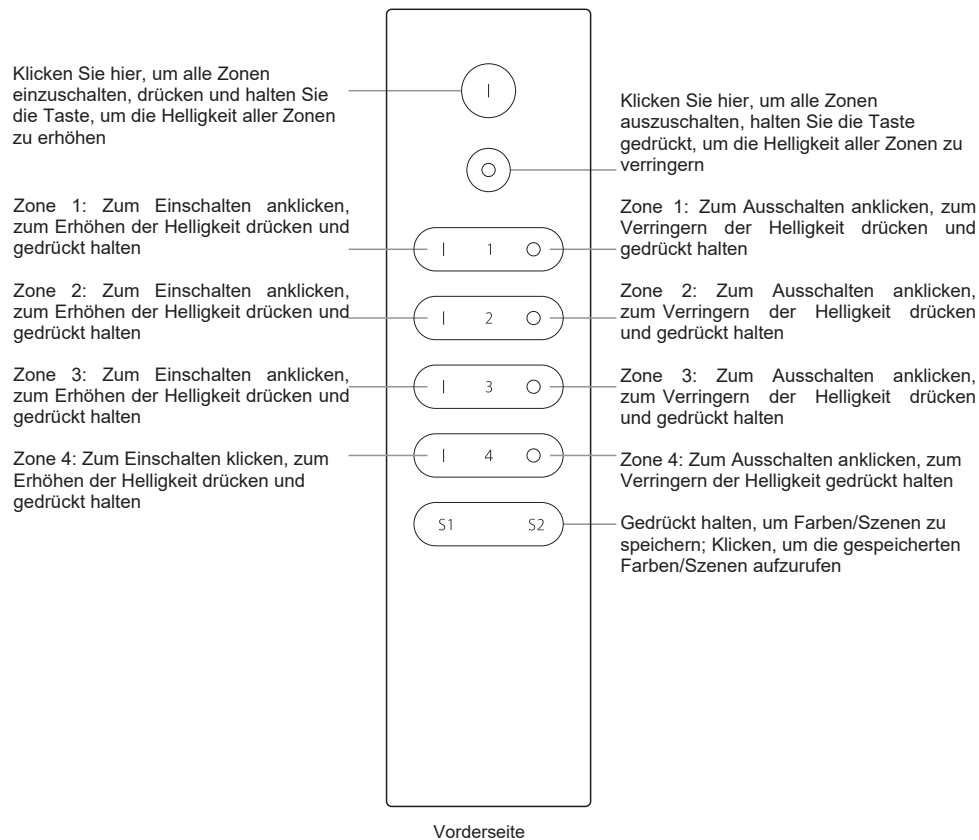 Klicken Sie hier, um alle Zonen
einzuschalten, drücken und halten Sie
die Taste, um die Helligkeit aller Zonen
zu erhöhen
Zone 1: Zum Einschalten anklicken,
zum Erhöhen der Helligkeit drücken und
gedrückt halten
Zone 2: Zum Einschalten anklicken,
zum Erhöhen der Helligkeit drücken und
gedrückt halten
Zone 3: Zum Einschalten anklicken,
zum Erhöhen der Helligkeit drücken und
gedrückt halten
Zone 4: Zum Einschalten klicken, zum
Erhöhen der Helligkeit drücken und
gedrückt halten
I
I 1 O
I 2 O
I 3 O
I 4 O
S1 S2
Klicken Sie hier, um alle Zonen
auszuschalten, halten Sie die Taste
gedrückt, um die Helligkeit aller Zonen zu
verringern
Zone 1: Zum Ausschalten anklicken, zum
Verringern der Helligkeit drücken und
gedrückt halten
Zone 2: Zum Ausschalten anklicken,
zum Verringern der Helligkeit drücken
und gedrückt halten
Zone 3: Zum Ausschalten anklicken,
zum Verringern der Helligkeit drücken
und gedrückt halten
Zone 4: Zum Ausschalten anklicken, zum
Verringern der Helligkeit gedrückt halten
Gedrückt halten, um Farben/Szenen zu
speichern; Klicken, um die gespeicherten
Farben/Szenen aufzurufen
Vorderseite